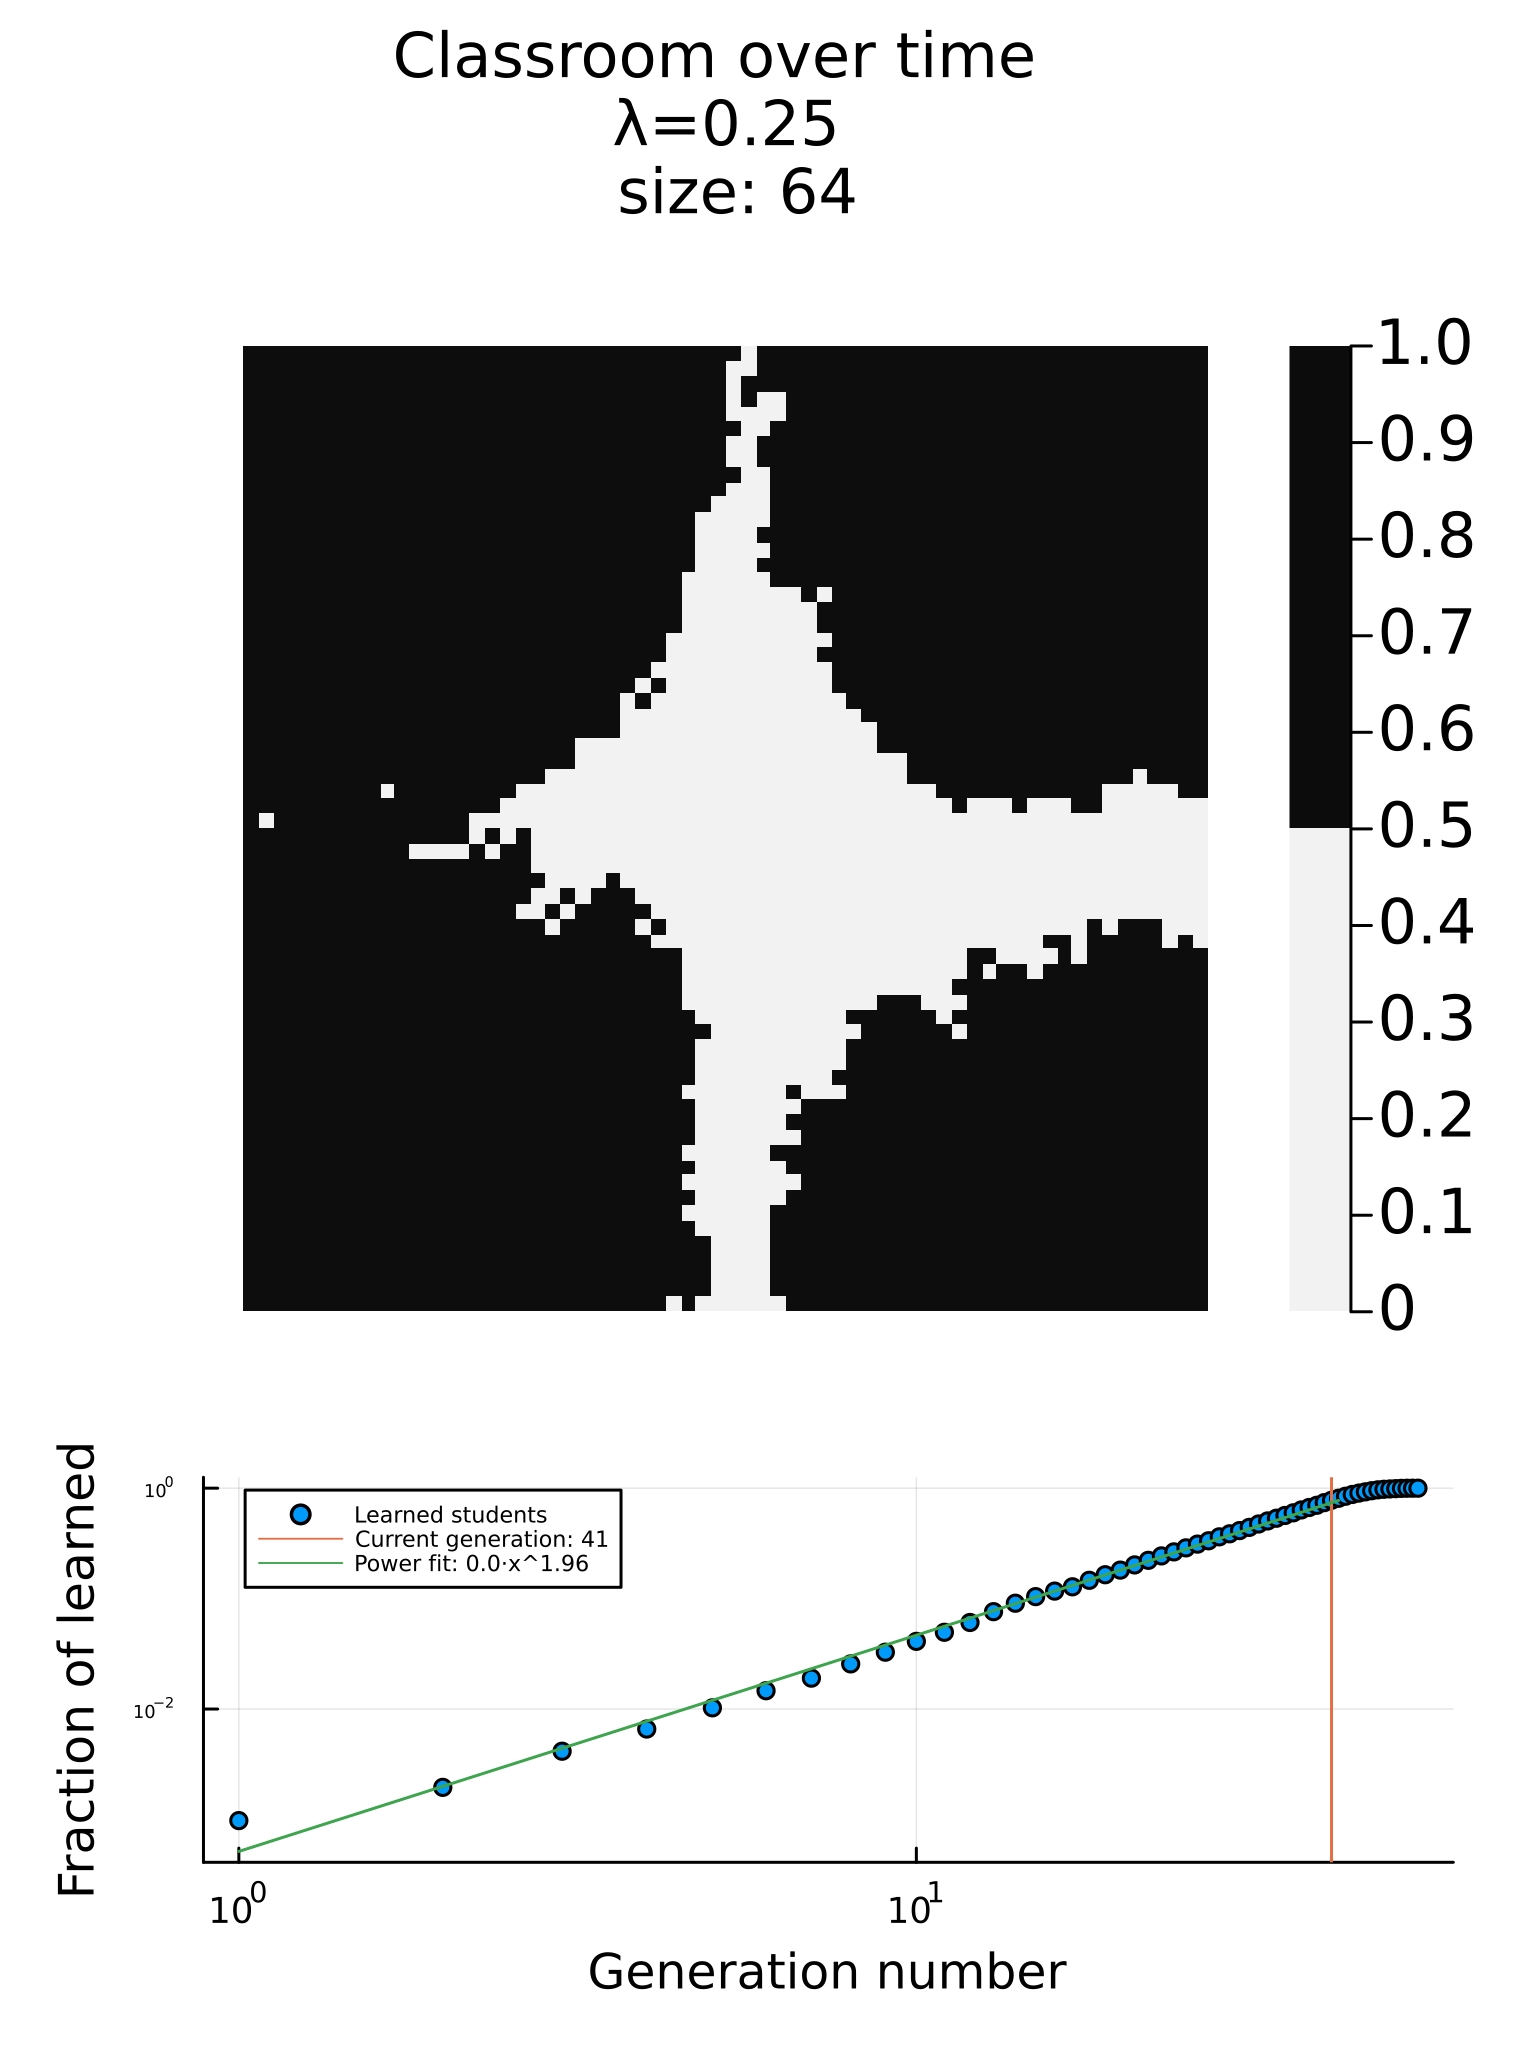 Classroom over time
λ=0.25
size: 64
1.0
0.9
0.8
0.7
0.6
0.5
0.4
0.3
0.2
0.1
0
Fraction of learned
10^0
10^−2
Learned students
Current generation: 41
Power fit: 0.0·x^1.96
10^0
10^1
Generation number